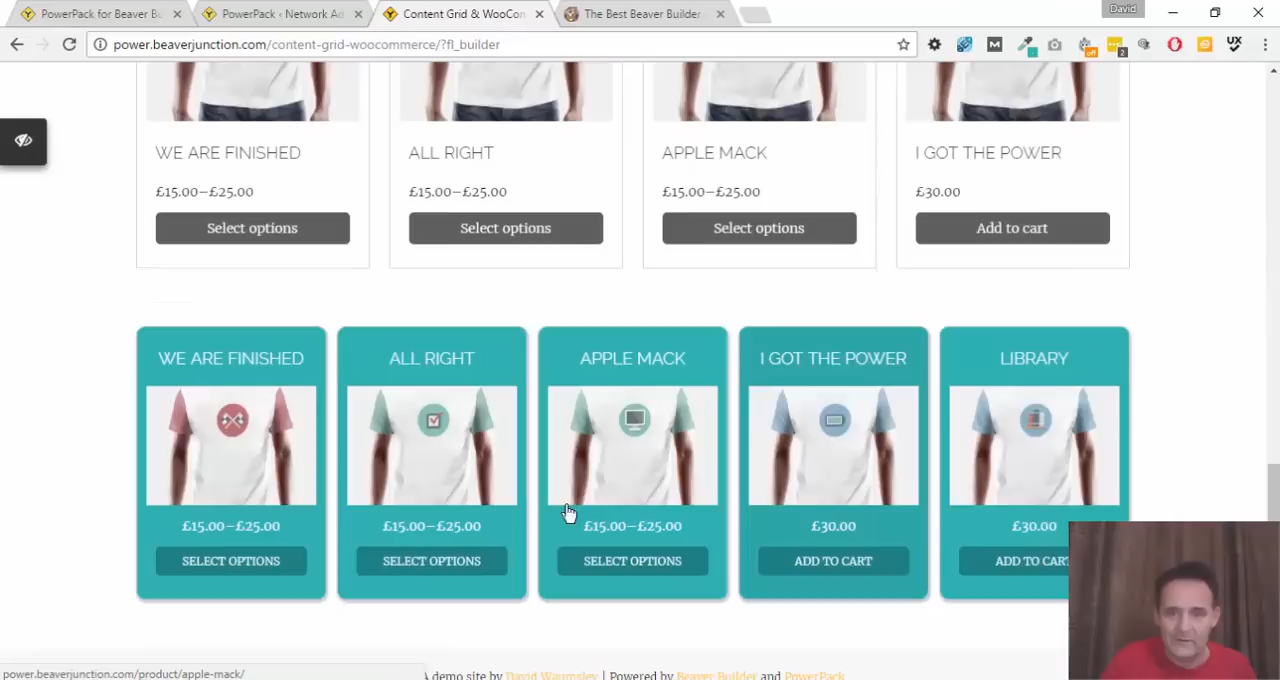 PowerPack for Beaver Bu
PowerPack ‹ Network Ad
Content Grid & WooCon
The Best Beaver Builder
David
power.beaverjunction.com/content-grid-woocommerce/?fl_builder
M
off
2
UX
WE ARE FINISHED
ALL RIGHT
APPLE MACK
I GOT THE POWER
£15.00–£25.00
£15.00–£25.00
£15.00–£25.00
£30.00
Select options
Select options
Select options
Add to cart
WE ARE FINISHED
ALL RIGHT
APPLE MACK
I GOT THE POWER
LIBRARY
£15.00–£25.00
£15.00–£25.00
£15.00–£25.00
£30.00
£30.00
SELECT OPTIONS
SELECT OPTIONS
SELECT OPTIONS
ADD TO CART
ADD TO CART
power.beaverjunction.com/product/apple-mack/
A demo site by David Waumsley | Powered by Beaver Builder and PowerPack